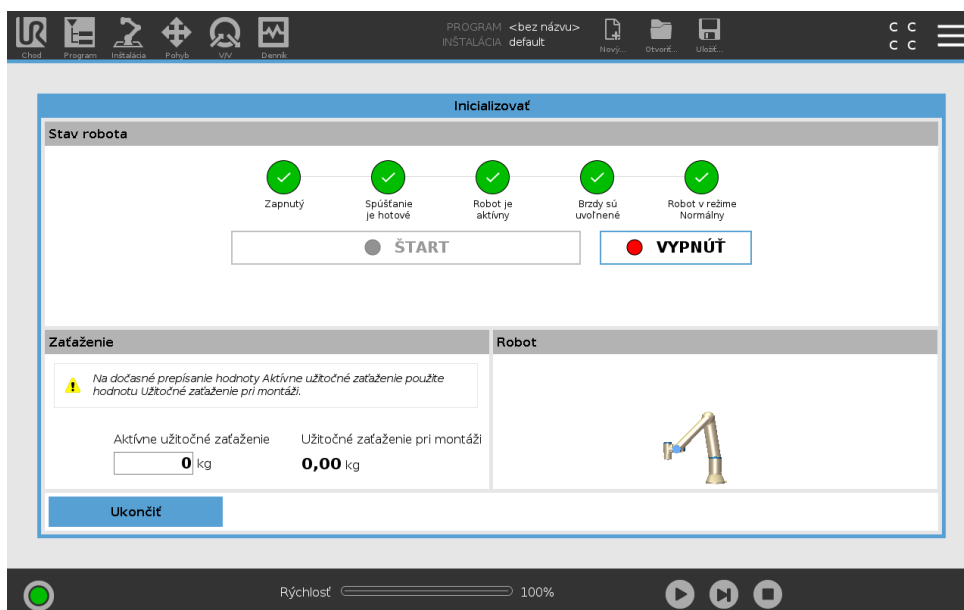 PROGRAM <bez názvu>
INŠTALÁCIA default
C C
C C
Chod Program Inštalácia Pohyb V/V Denník Nový... Otvoriť... Uložiť...
Inicializovať
Stav robota
Zapnutý
Spúšťanie
je hotové
Robot je
aktívny
Brzdy sú
uvoľnené
Robot v režime
Normálny
ŠTART
VYPNÚŤ
Zaťaženie
Na dočasné prepísanie hodnoty Aktívne užitočné zaťaženie použite
hodnotu Užitočné zaťaženie pri montáži.
Aktívne užitočné zaťaženie
0 kg
Užitočné zaťaženie pri montáži
0,00 kg
Robot
Ukončiť
Rýchlosť 100%